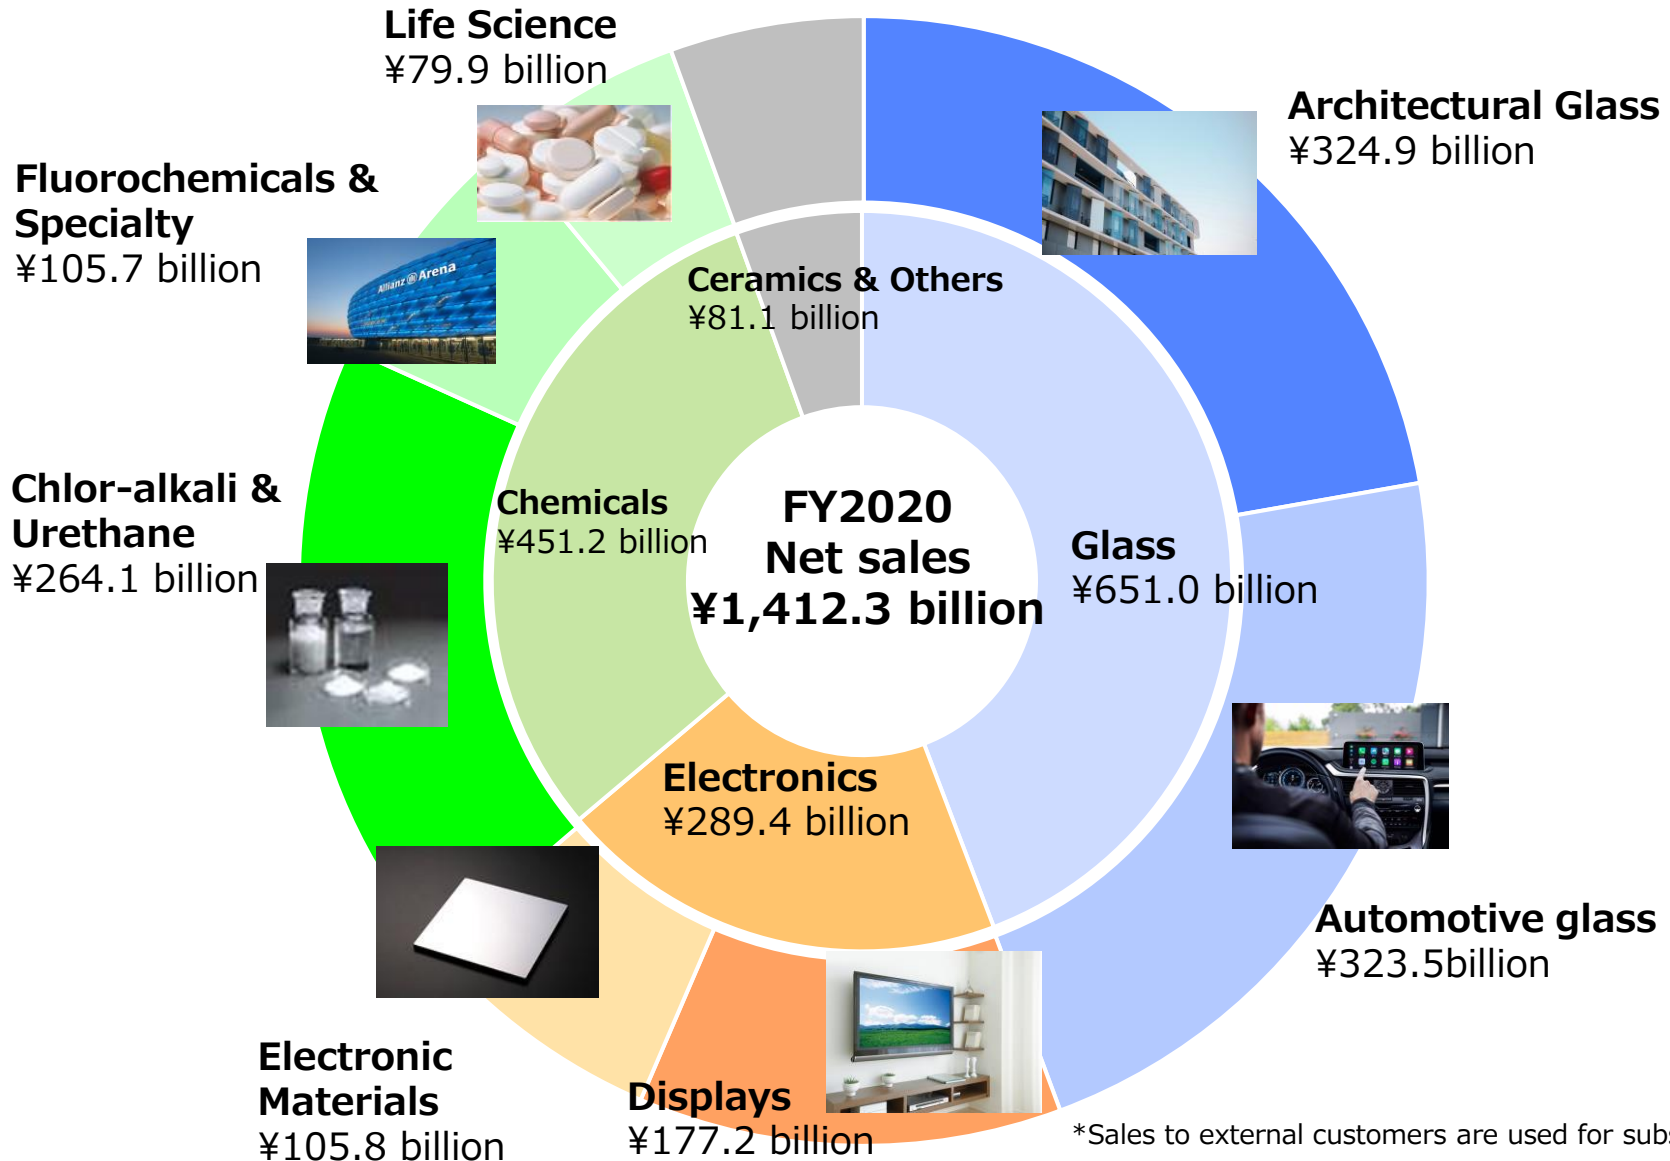 Life Science
¥79.9 billion
Architectural Glass
¥324.9 billion
Fluorochemicals &
Specialty
¥105.7 billion
Allianz Arena
Ceramics & Others
¥81.1 billion
Chlor-alkali &
Urethane
¥264.1 billion
Chemicals
¥451.2 billion
FY2020
Net sales
¥1,412.3 billion
Glass
¥651.0 billion
Electronics
¥289.4 billion
Automotive glass
¥323.5billion
Electronic
Materials
¥105.8 billion
Displays
¥177.2 billion
*Sales to external customers are used for subs